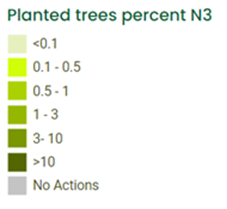 Planted trees percent N3
<0.1
0.1 - 0.5
0.5 - 1
1 - 3
3- 10
>10
No Actions